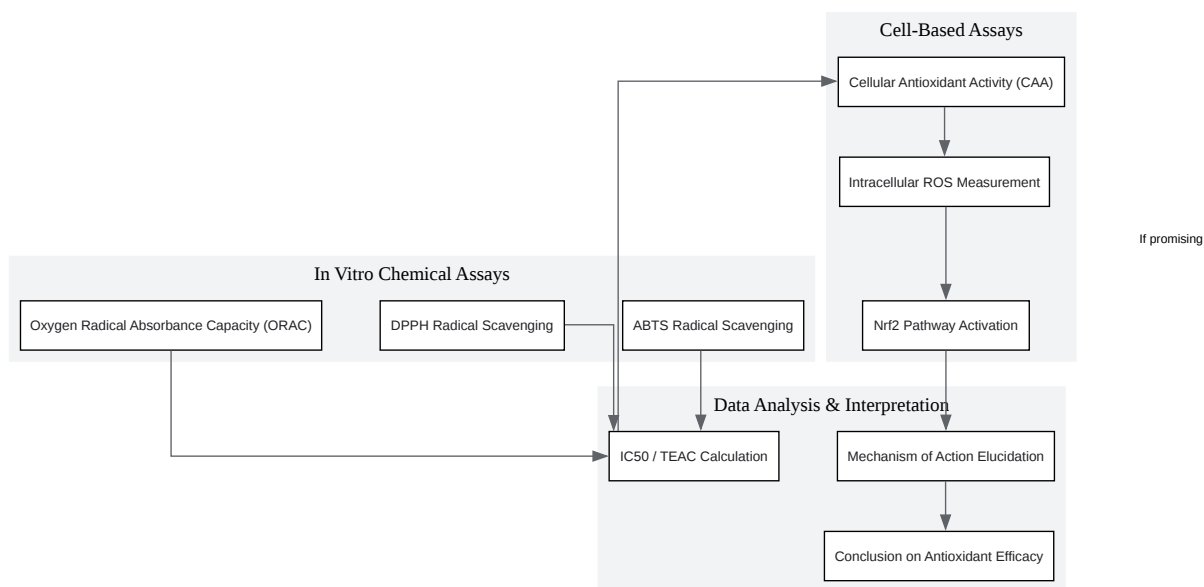 Cell-Based Assays
Cellular Antioxidant Activity (CAA)
Intracellular ROS Measurement
If promising
In Vitro Chemical Assays
Oxygen Radical Absorbance Capacity (ORAC)
DPPH Radical Scavenging
ABTS Radical Scavenging
Nrf2 Pathway Activation
Data Analysis & Interpretation
IC50 / TEAC Calculation
Mechanism of Action Elucidation
Conclusion on Antioxidant Efficacy